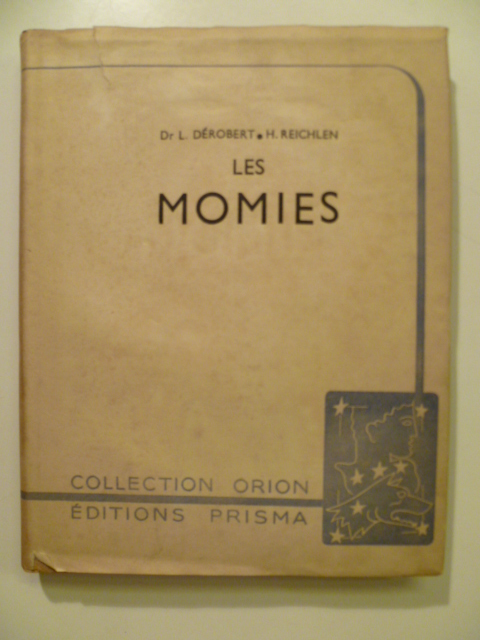 Dr L. DÉROBERT • H. REICHLEN
LES
MOMIES
COLLECTION ORION
ÉDITIONS PRISMA